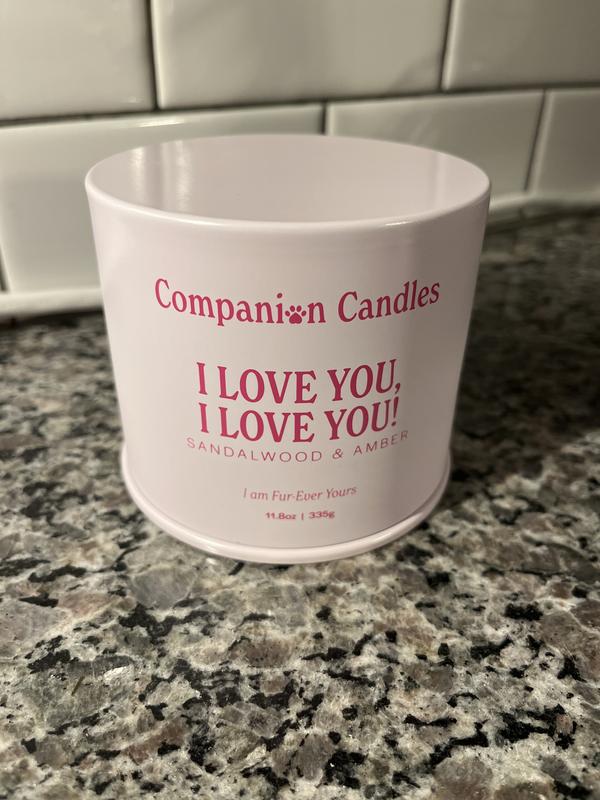 Companion Candles
I LOVE YOU,
I LOVE YOU!
SANDALWOOD & AMBER
I am Fur-Ever Yours
11.8oz | 335g